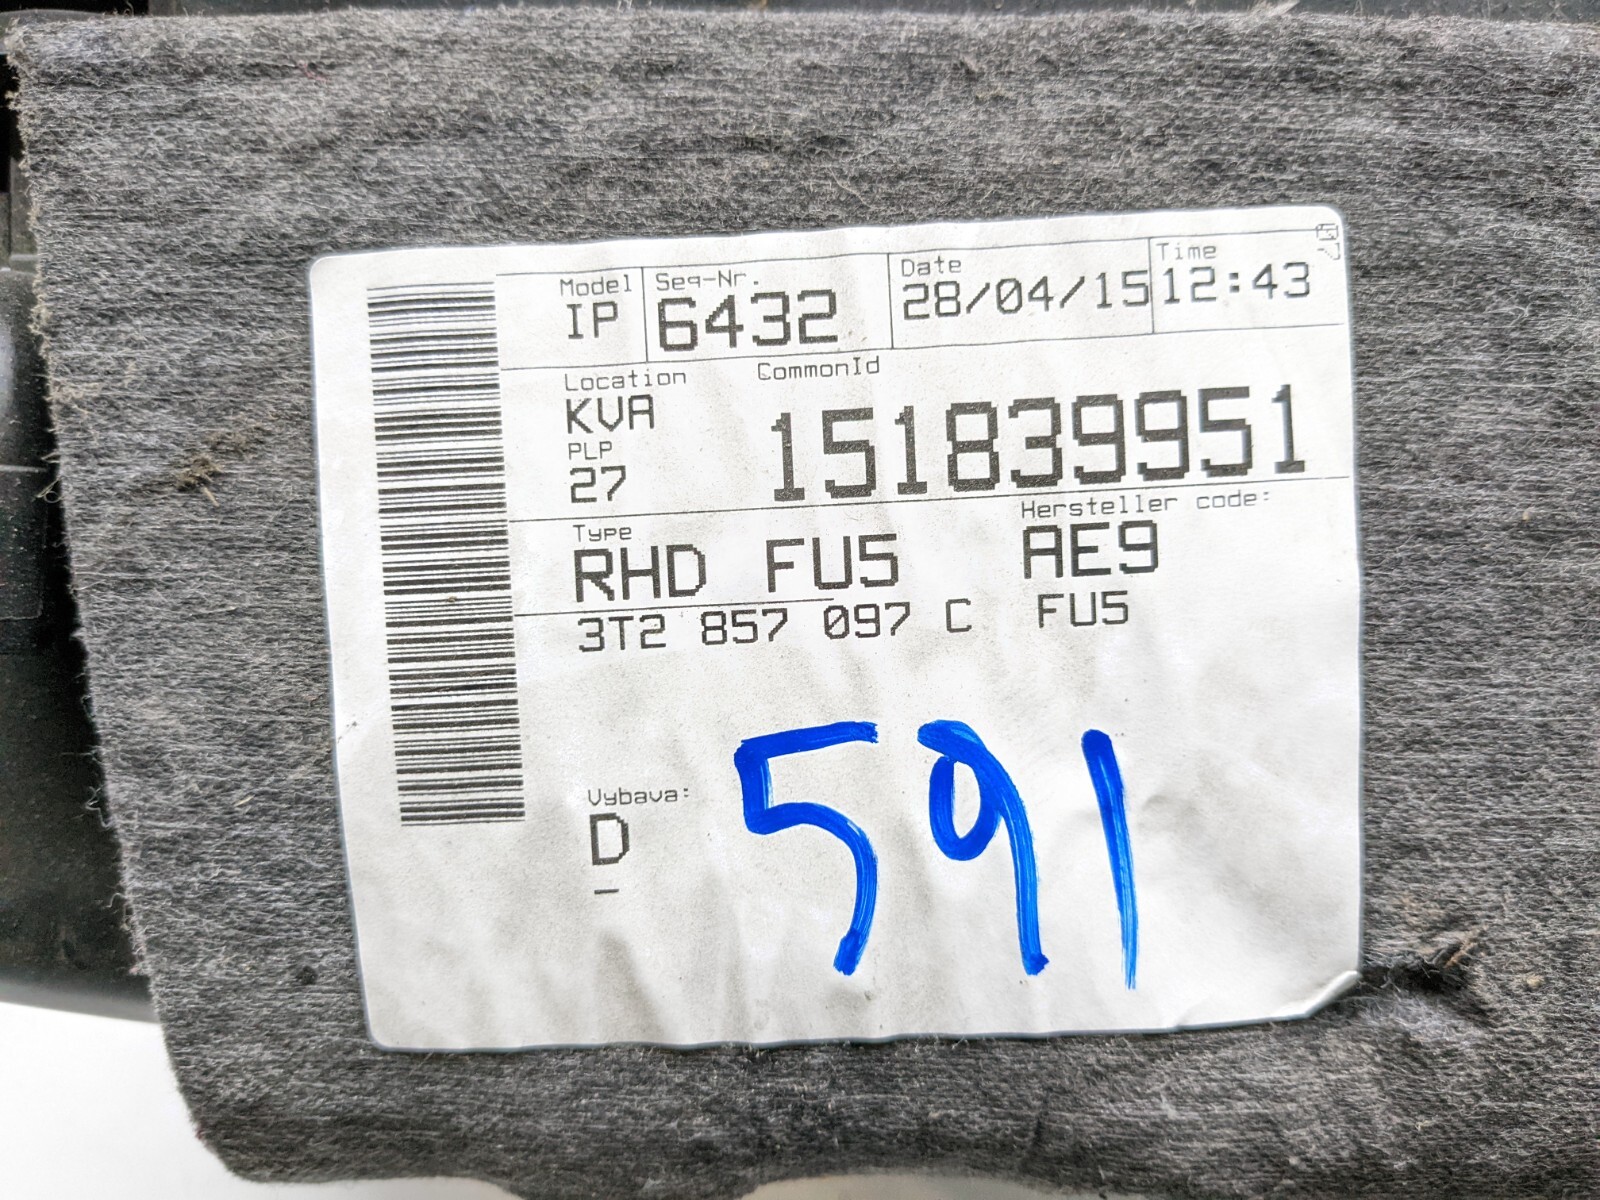 Model Seq-Nr. Date Time
IP 6432 28/04/15 12:43
Location CommonId
KVA 151839951
PLP
27
Type Hersteller code:
RHD FU5 AE9
3T2 857 097 C FU5
Vybava:
D
-
591